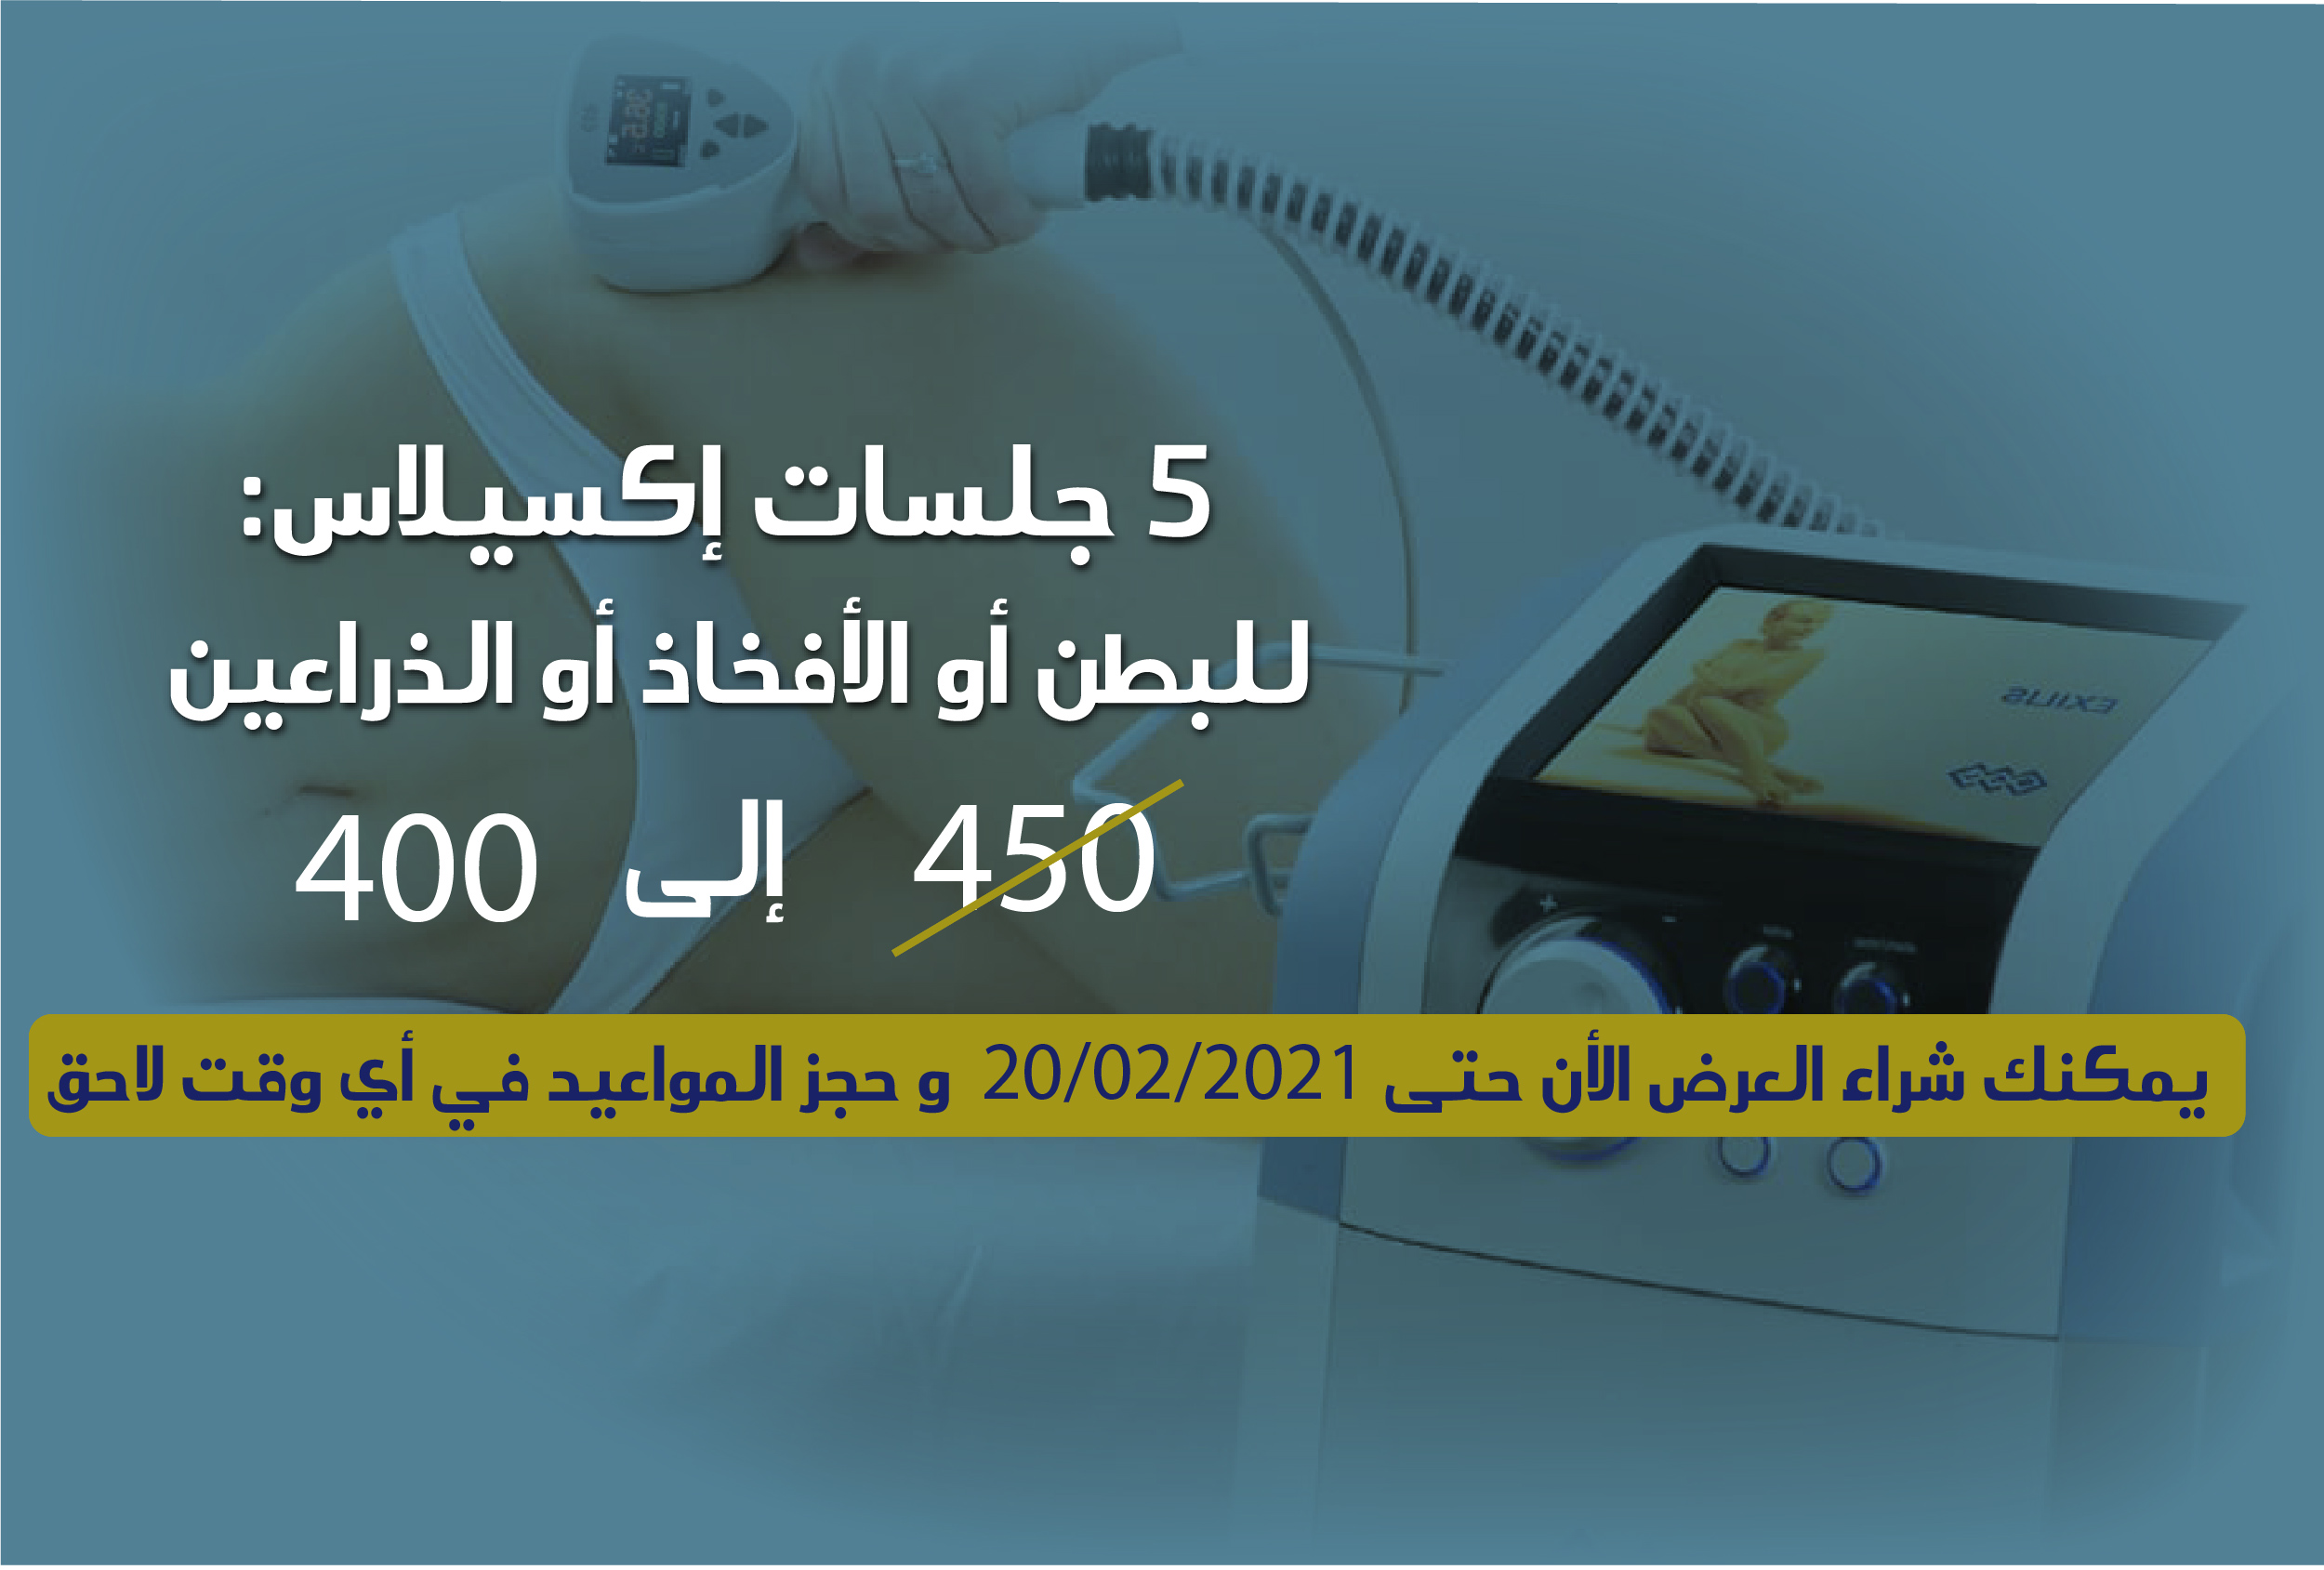 5 جلسات إكسيلاس:
للبطن أو الأفخاذ أو الذراعين
450 إلى 400
يمكنك شراء العرض الأن حتى 20/02/2021 و حجز المواعيد في أي وقت لاحق
EXILIS